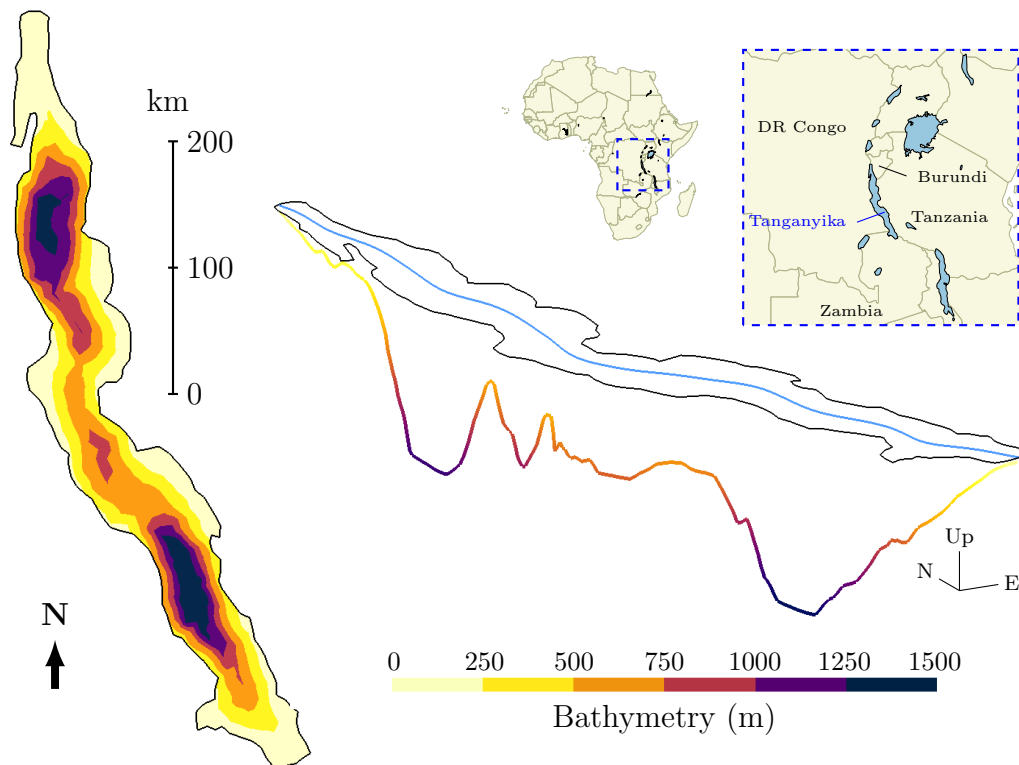 km
200
100
0
N
DR Congo
Burundi
Tanganyika
Tanzania
Zambia
Up
N
E
0 250 500 750 1000 1250 1500
Bathymetry (m)